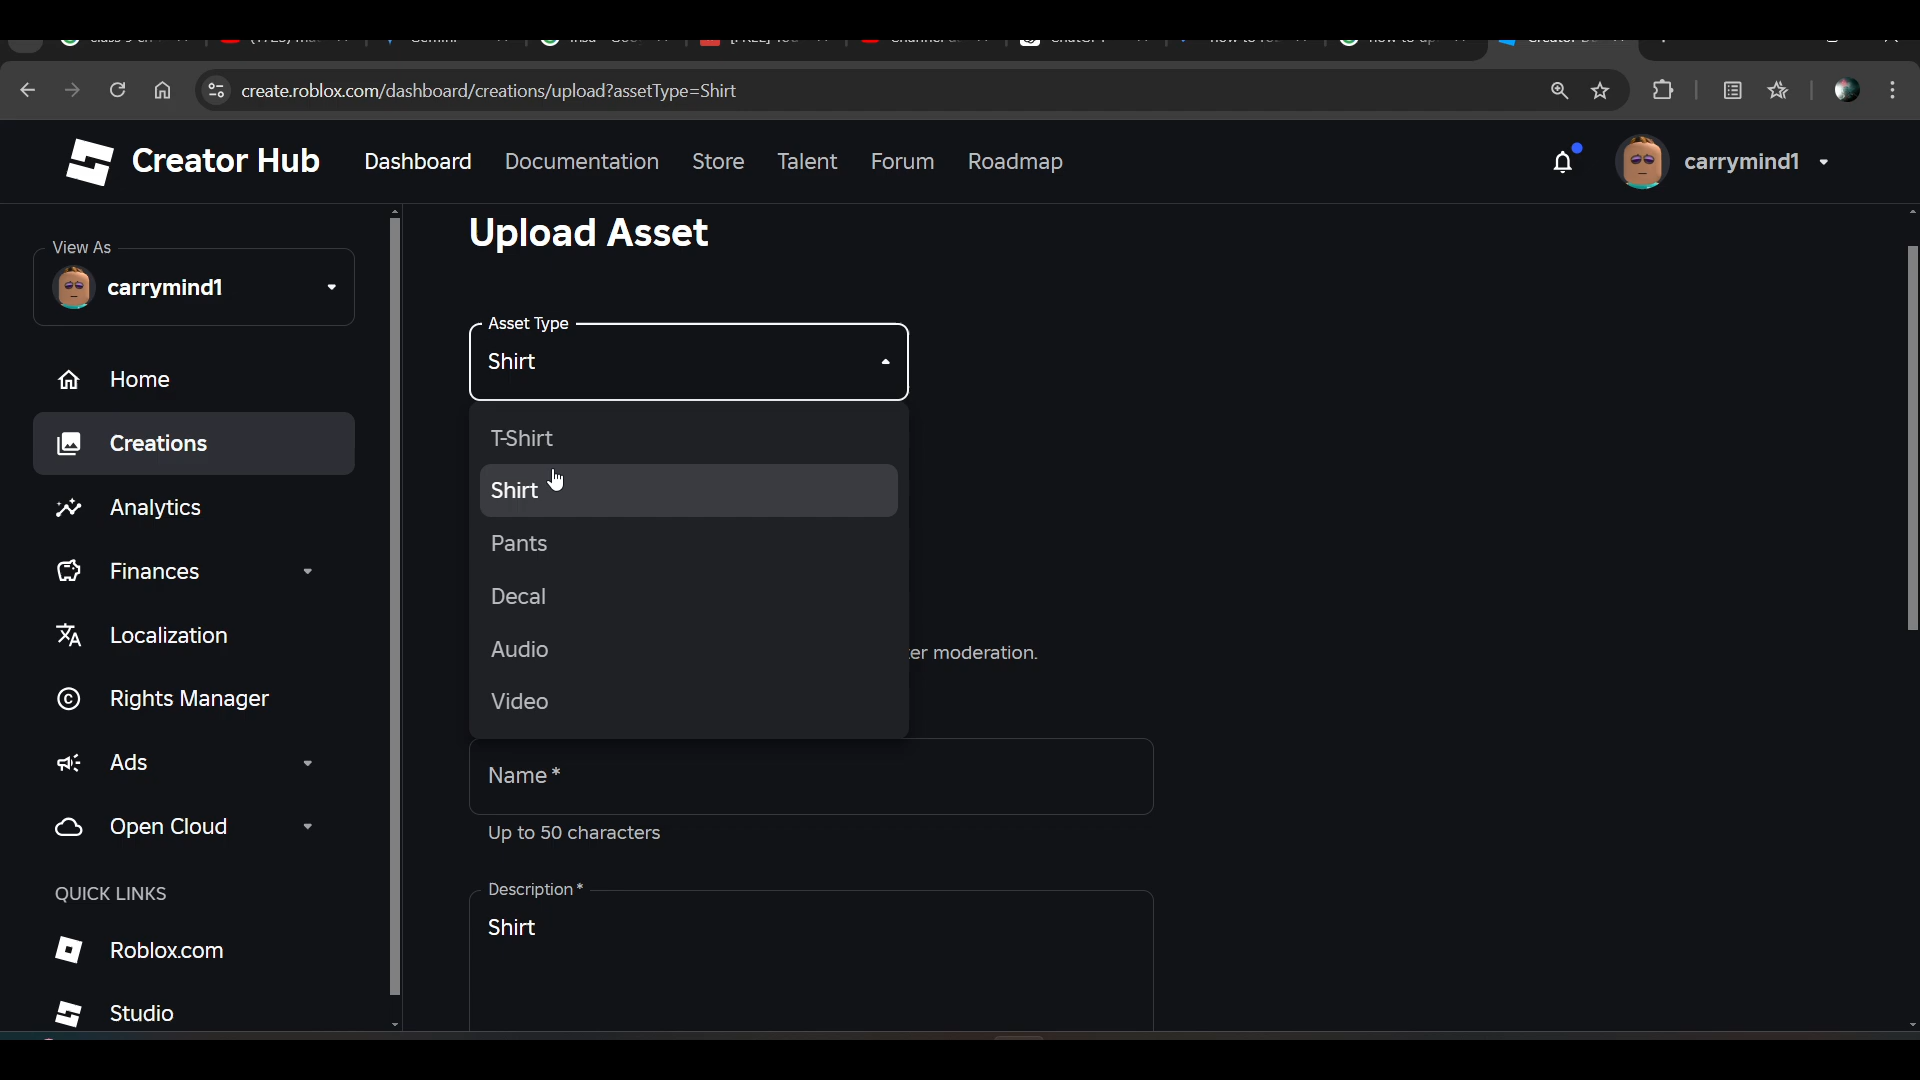 create.roblox.com/dashboard/creations/upload?assetType=Shirt
Creator Hub
Dashboard
Documentation
Store
Talent
Forum
Roadmap
carrymind1
View As
carrymind1
Home
Creations
Analytics
Finances
Localization
Rights Manager
Ads
Open Cloud
QUICK LINKS
Roblox.com
Studio
Upload Asset
Asset Type
Shirt
T-Shirt
Shirt
Pants
Decal
Audio
Video
er moderation.
Name*
Up to 50 characters
Description*
Shirt